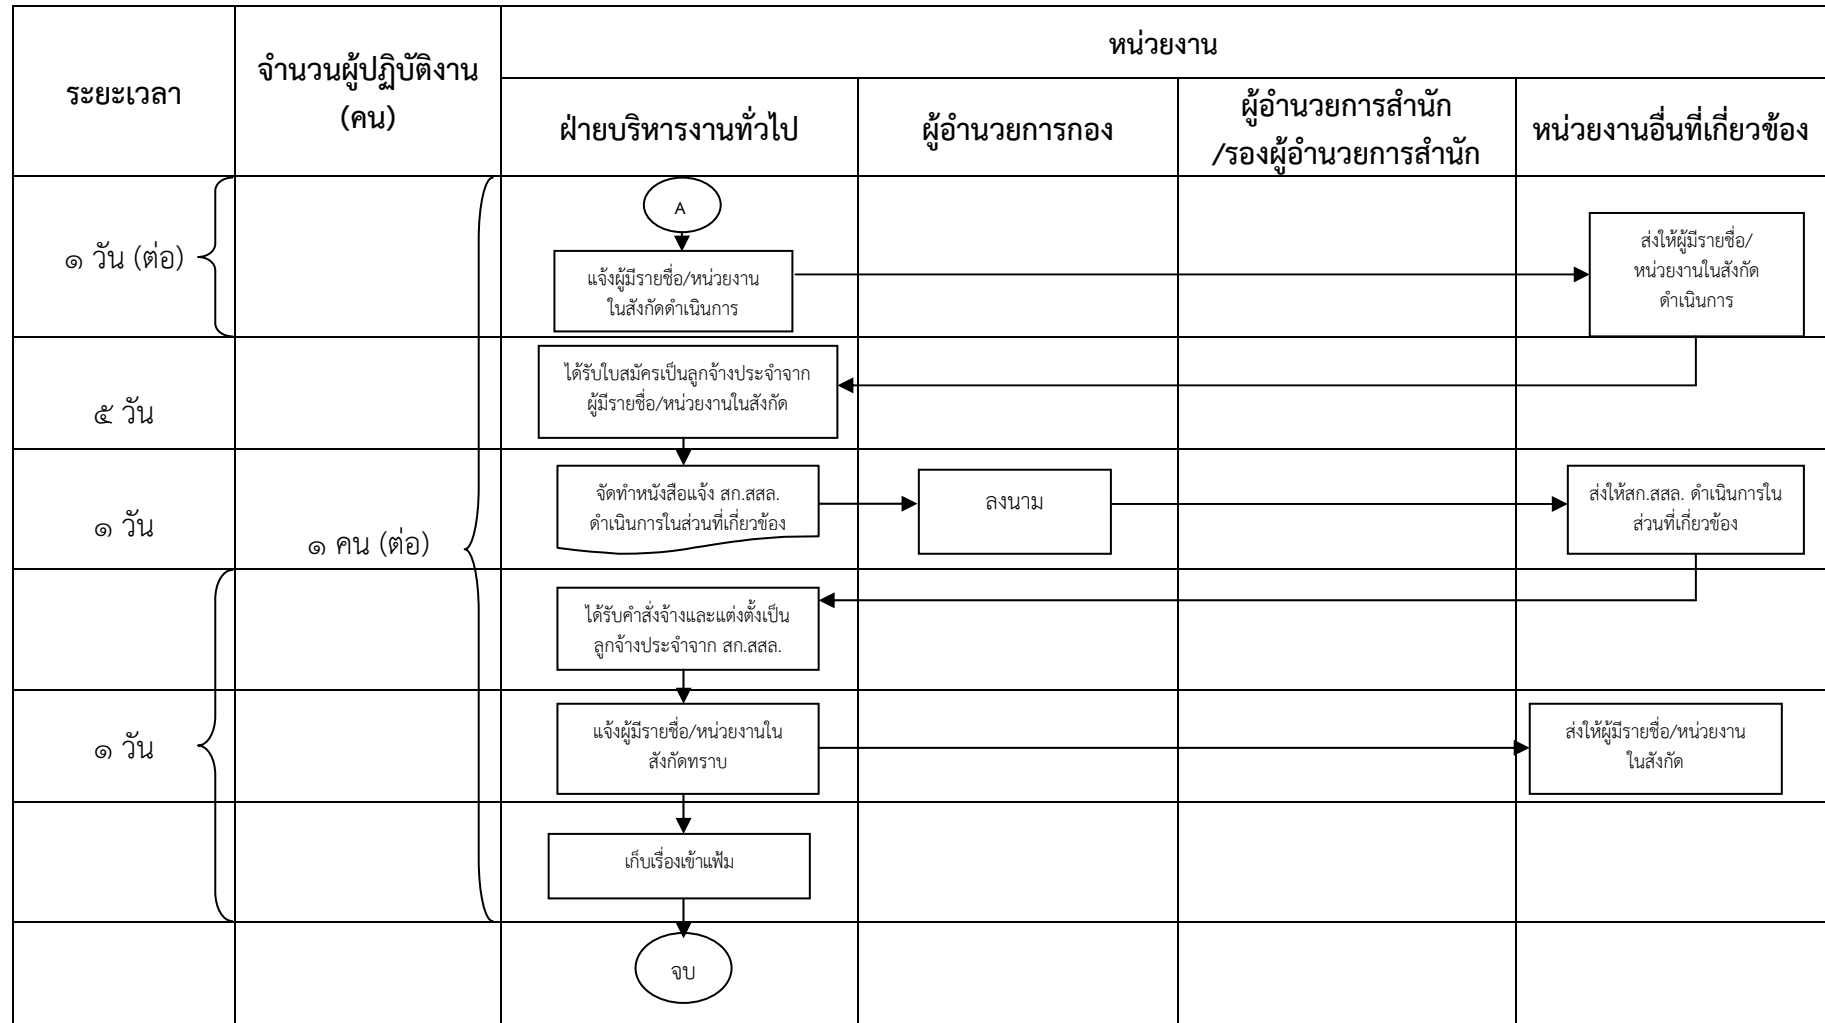 ระยะเวลา
จำนวนผู้ปฏิบัติงาน
(คน)
หน่วยงาน
ฝ่ายบริหารงานทั่วไป
ผู้อำนวยการกอง
ผู้อำนวยการสำนัก
/รองผู้อำนวยการสำนัก
หน่วยงานอื่นที่เกี่ยวข้อง
๑ วัน (ต่อ)
A
แจ้งผู้มีรายชื่อ/หน่วยงาน
ในสังกัดดำเนินการ
ส่งให้ผู้มีรายชื่อ/
หน่วยงานในสังกัด
ดำเนินการ
๕ วัน
ได้รับใบสมัครเป็นลูกจ้างประจำจาก
ผู้มีรายชื่อ/หน่วยงานในสังกัด
๑ วัน
๑ คน (ต่อ)
จัดทำหนังสือแจ้ง สก.สสล.
ดำเนินการในส่วนที่เกี่ยวข้อง
ลงนาม
ส่งให้สก.สสล. ดำเนินการใน
ส่วนที่เกี่ยวข้อง
ได้รับคำสั่งจ้างและแต่งตั้งเป็น
ลูกจ้างประจำจาก สก.สสล.
๑ วัน
แจ้งผู้มีรายชื่อ/หน่วยงานใน
สังกัดทราบ
ส่งให้ผู้มีรายชื่อ/หน่วยงาน
ในสังกัด
เก็บเรื่องเข้าแฟ้ม
จบ